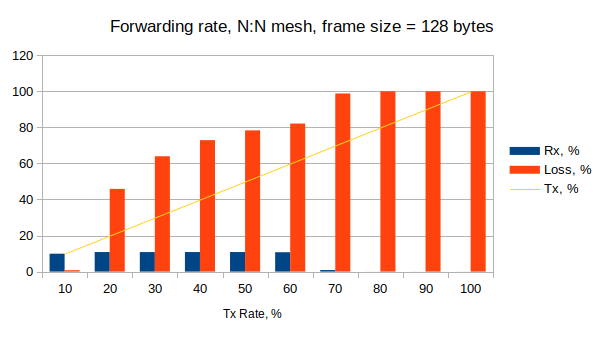 Forwarding rate, N:N mesh, frame size = 128 bytes
120
100
80
60
40
20
0
10 20 30 40 50 60 70 80 90 100
Tx Rate, %
Rx, %
Loss, %
Tx, %